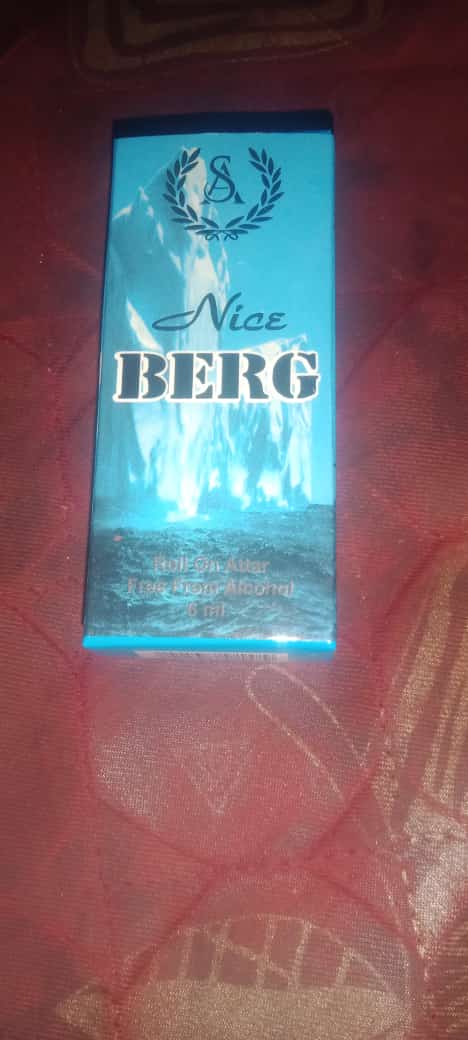 SA
Nice
BERG
Roll On Attar
Free From Alcohol
6 ml